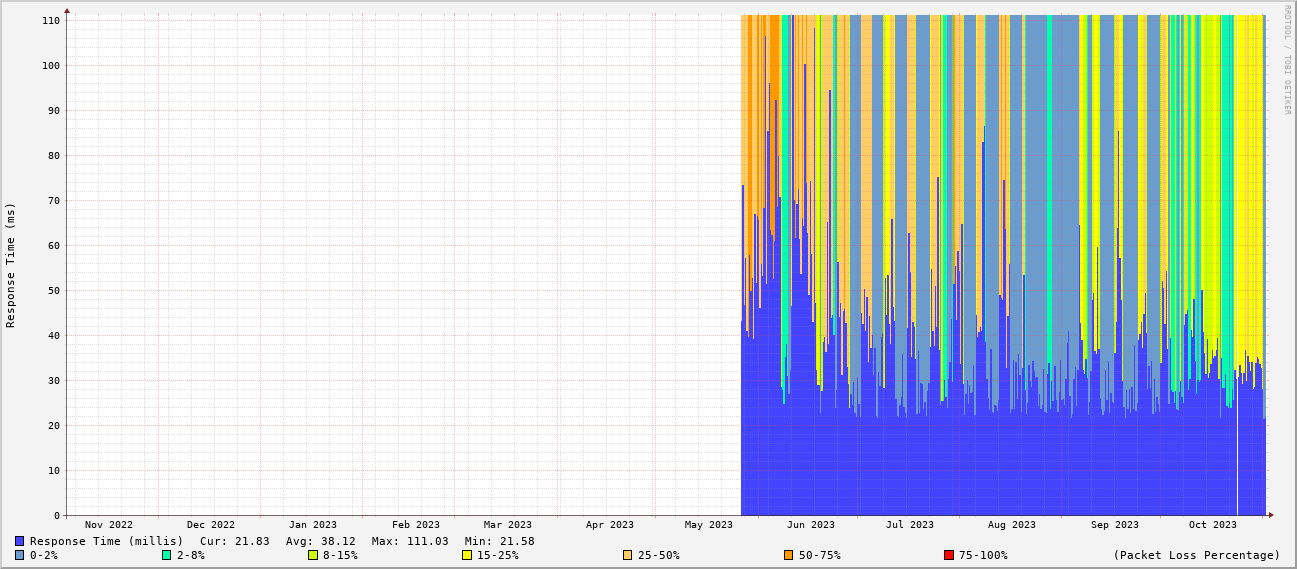 RRDTOOL / TOBI OETIKER
Response Time (ms)
110
100
90
80
70
60
50
40
30
20
10
0
Nov 2022 Dec 2022 Jan 2023 Feb 2023 Mar 2023 Apr 2023 May 2023 Jun 2023 Jul 2023 Aug 2023 Sep 2023 Oct 2023
Response Time (millis) Cur: 21.83 Avg: 38.12 Max: 111.03 Min: 21.58
0-2% 2-8% 8-15% 15-25% 25-50% 50-75% 75-100% (Packet Loss Percentage)